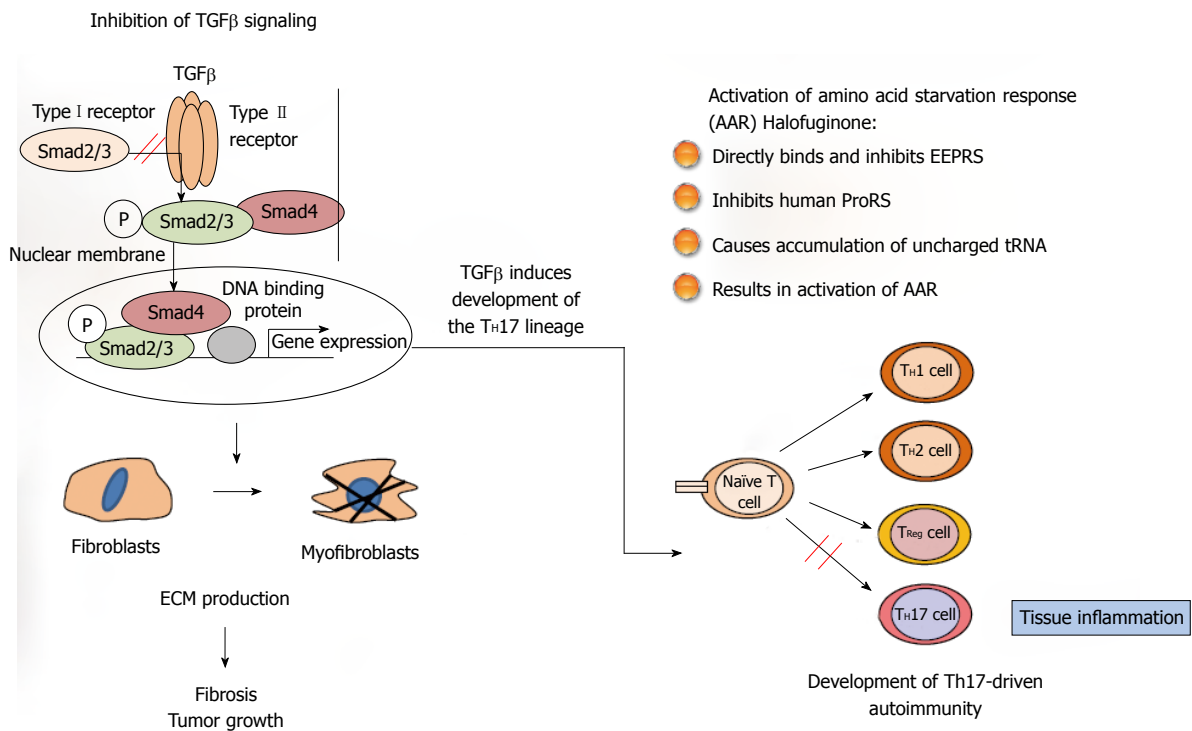 Inhibition of TGFβ signaling
TGFβ
Type I receptor
Type II
receptor
Smad2/3
P
Smad2/3
Smad4
Nuclear membrane
DNA binding
protein
Smad4
P
Smad2/3
Gene expression
TGFβ induces
development of
the TH17 lineage
Fibroblasts
Myofibroblasts
ECM production
Fibrosis
Tumor growth
Activation of amino acid starvation response
(AAR) Halofuginone:
Directly binds and inhibits EEPRS
Inhibits human ProRS
Causes accumulation of uncharged tRNA
Results in activation of AAR
TH1 cell
TH2 cell
Naïve T
cell
TReg cell
TH17 cell
Tissue inflammation
Development of Th17-driven
autoimmunity